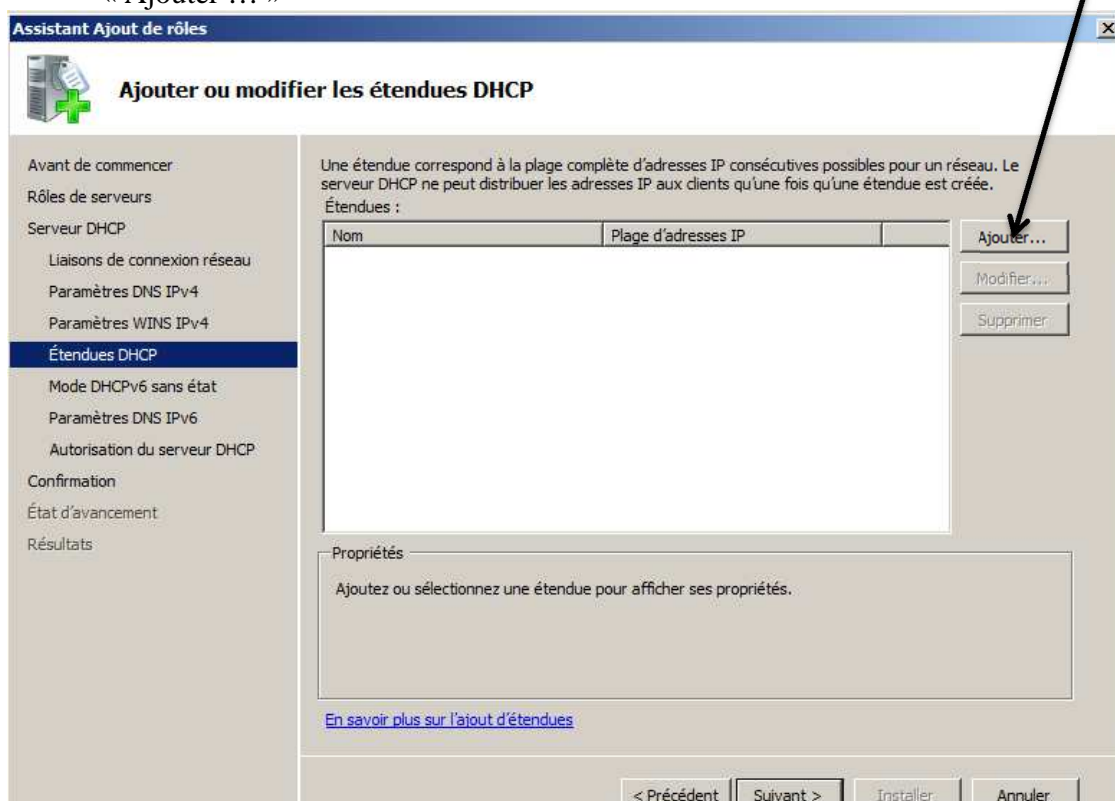 « Ajouter … »
Assistant Ajout de rôles
Ajouter ou modifier les étendues DHCP
Avant de commencer
Rôles de serveurs
Serveur DHCP
Liaisons de connexion réseau
Paramètres DNS IPv4
Paramètres WINS IPv4
Étendues DHCP
Mode DHCPv6 sans état
Paramètres DNS IPv6
Autorisation du serveur DHCP
Confirmation
État d'avancement
Résultats
Une étendue correspond à la plage complète d'adresses IP consécutives possibles pour un réseau. Le
serveur DHCP ne peut distribuer les adresses IP aux clients qu'une fois qu'une étendue est créée.
Étendues :
Nom Plage d'adresses IP
Ajouter...
Modifier...
Supprimer
Propriétés
Ajoutez ou sélectionnez une étendue pour afficher ses propriétés.
En savoir plus sur l'ajout d'étendues
< Précédent Suivant > Installer Annuler